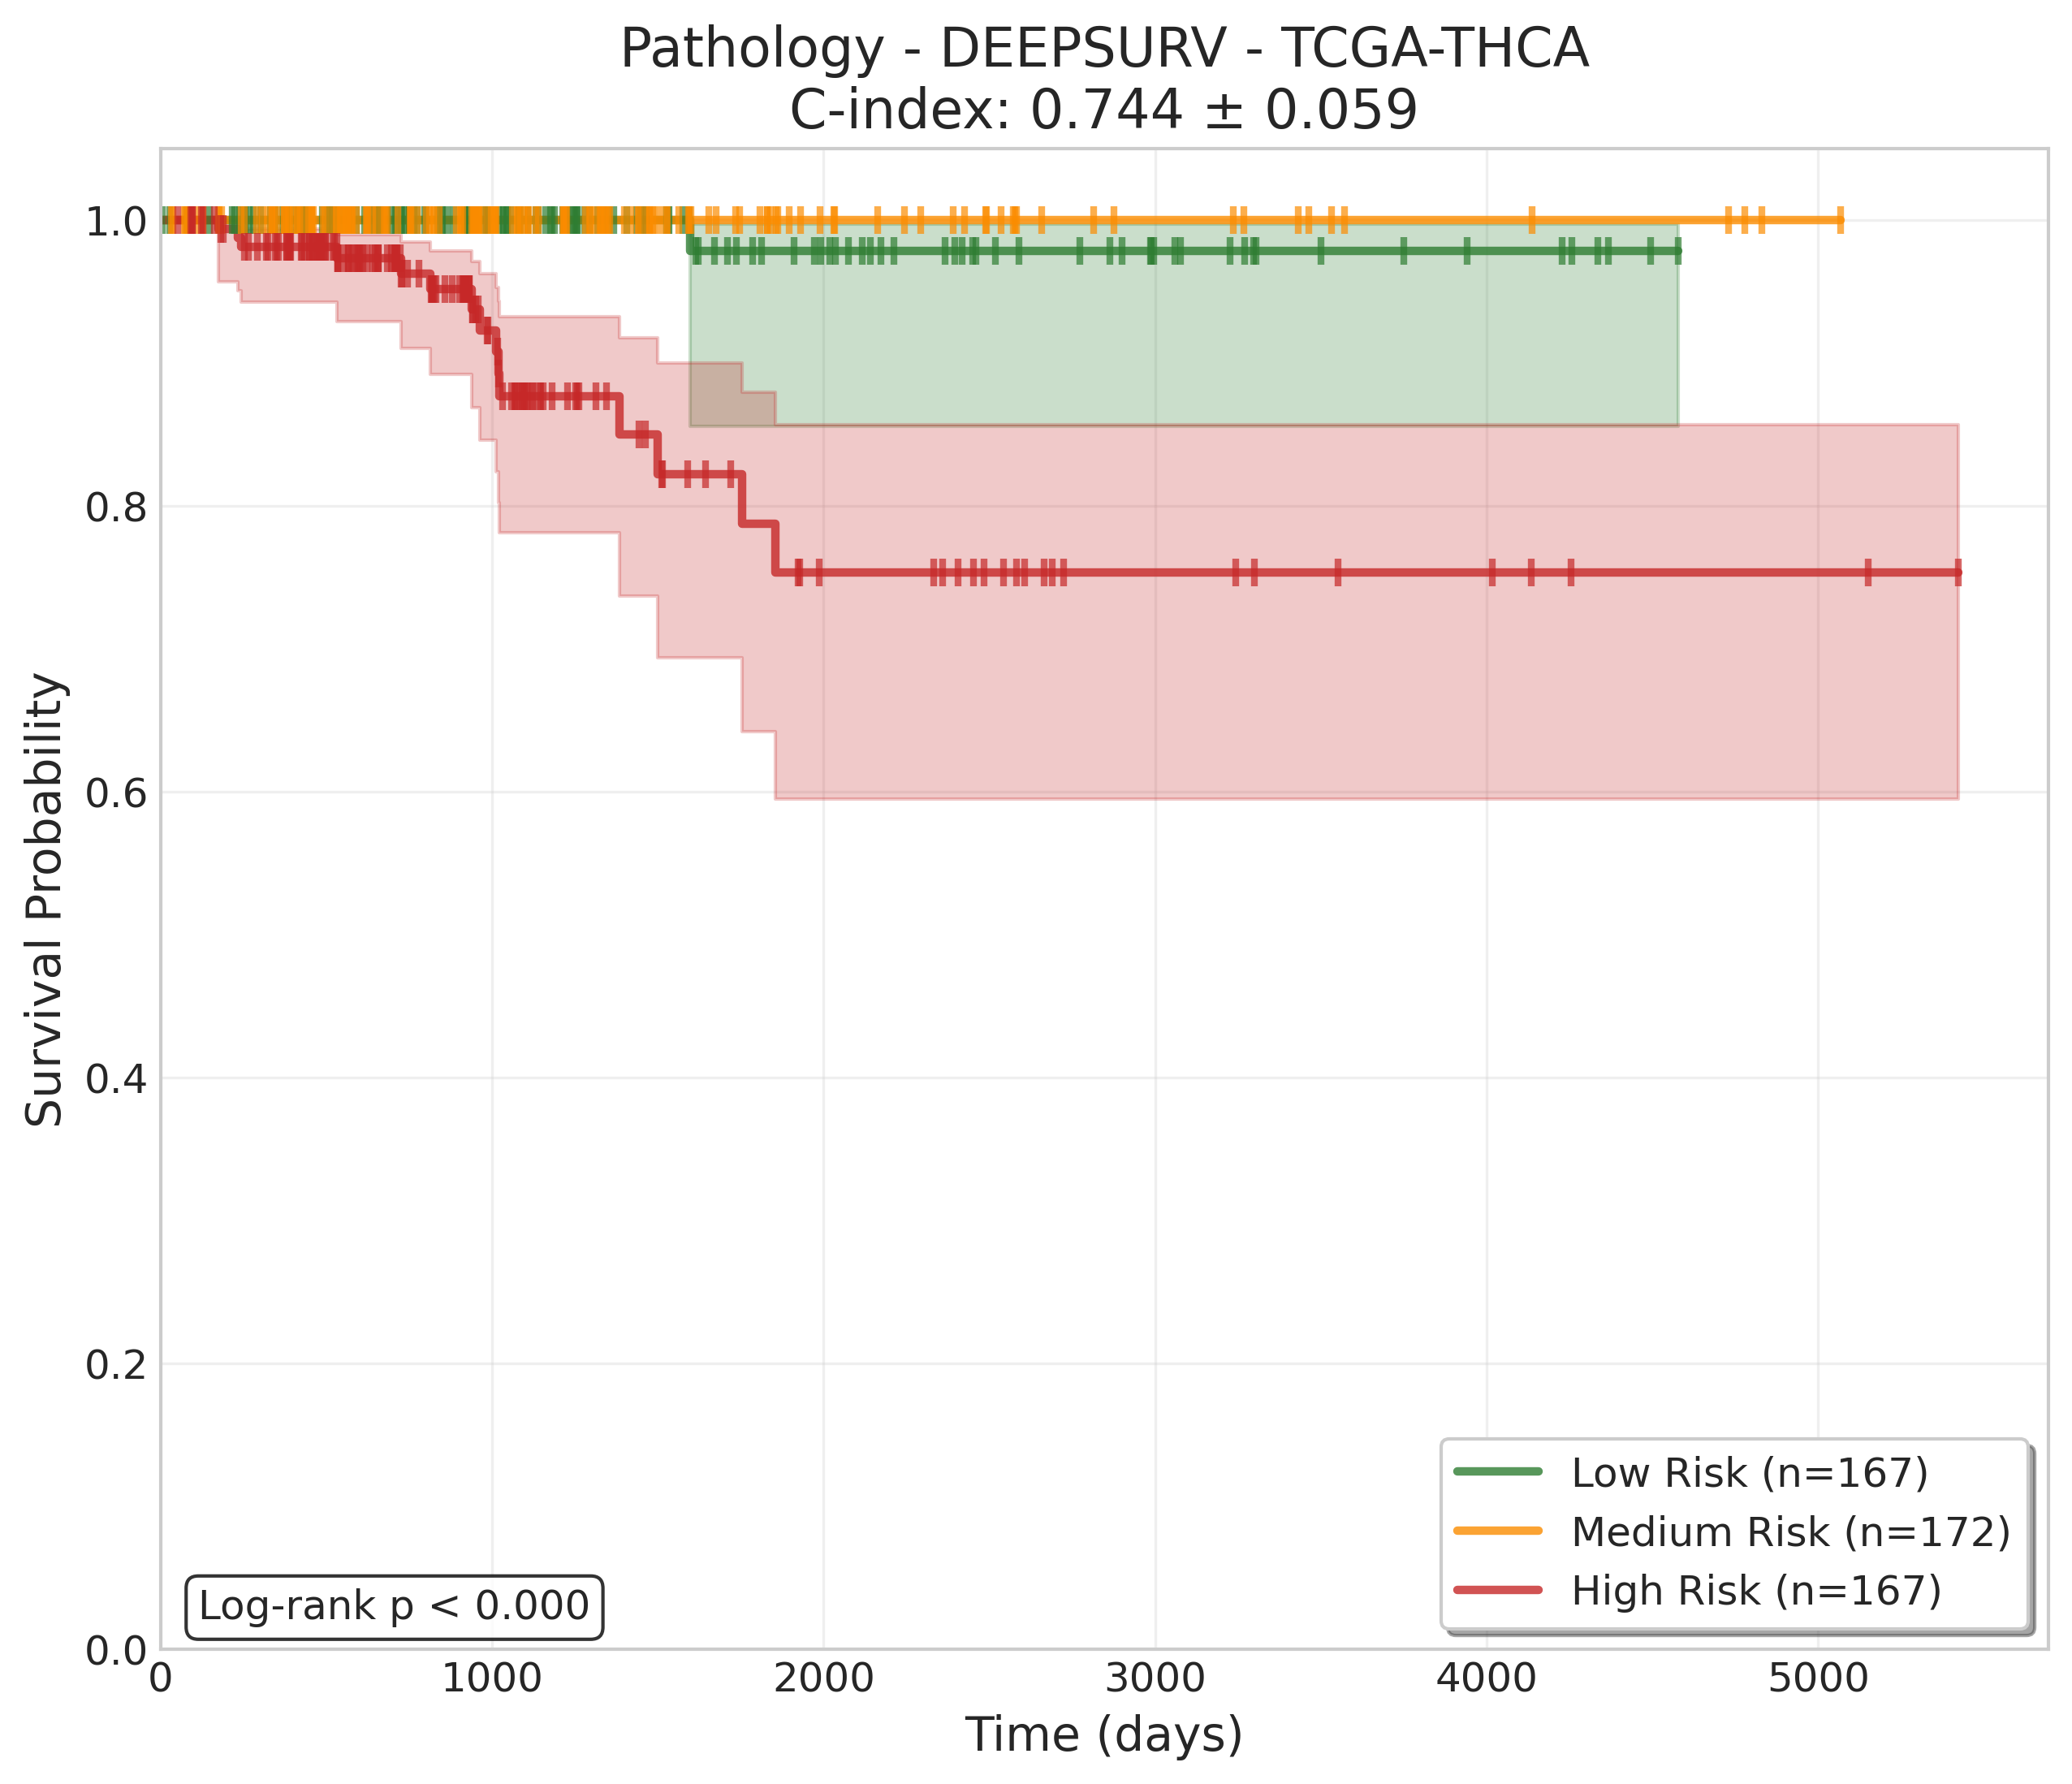 Pathology - DEEPSURV - TCGA-THCA
C-index: 0.744 ± 0.059
Survival Probability
1.0
0.8
0.6
0.4
0.2
0.0
0 1000 2000 3000 4000 5000
Time (days)
Log-rank p < 0.000
Low Risk (n=167)
Medium Risk (n=172)
High Risk (n=167)